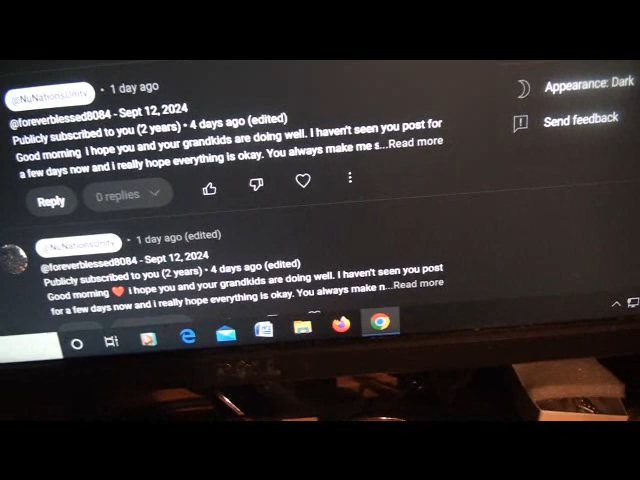 @NuNationsUnity • 1 day ago
@foreverblessed8084 - Sept 12, 2024
Publicly subscribed to you (2 years) • 4 days ago (edited)
Good morning i hope you and your grandkids are doing well. I haven't seen you post for
a few days now and i really hope everything is okay. You always make me s...Read more
Reply 0 replies
Appearance: Dark
Send feedback
@NuNationsUnity • 1 day ago (edited)
@foreverblessed8084 - Sept 12, 2024
Publicly subscribed to you (2 years) • 4 days ago (edited)
Good morning ❤️ i hope you and your grandkids are doing well. I haven't seen you post
for a few days now and i really hope everything is okay. You always make n...Read more
DELL